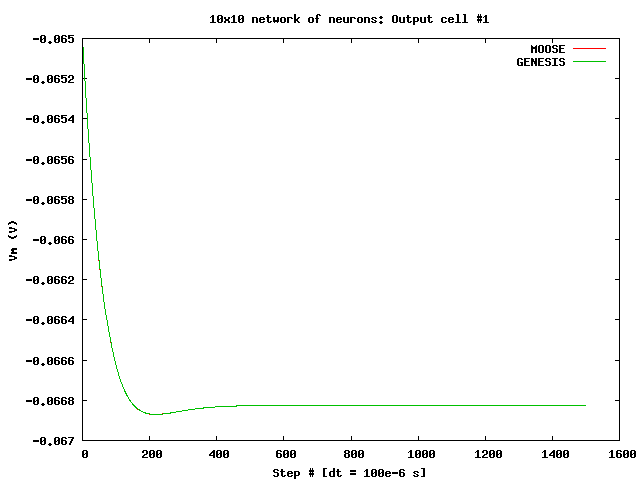 10x10 network of neurons: Output cell #1
-0.065
MOOSE
GENESIS
-0.0652
-0.0654
-0.0656
-0.0658
-0.066
-0.0662
-0.0664
-0.0666
-0.0668
-0.067
Vm (V)
0 200 400 600 800 1000 1200 1400 1600
Step # [dt = 100e-6 s]